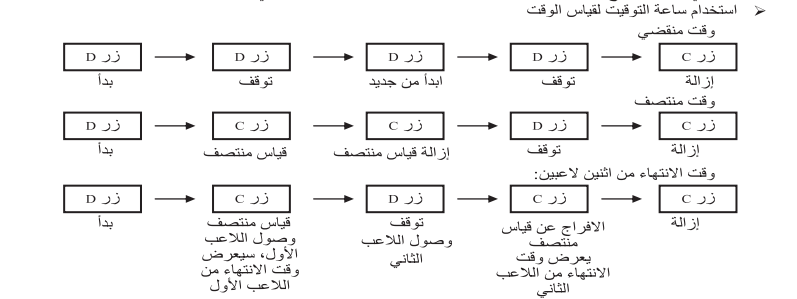 استخدام ساعة التوقيت لقياس الوقت
وقت منقضي
زر D زر D زر D زر D زر C
بدأ توقف ابدأ من جديد توقف إزالة
وقت منتصف
زر D زر C زر C زر D زر C
بدأ قياس منتصف إزالة قياس منتصف توقف إزالة
وقت الانتهاء من اثنين لاعبين:
زر D زر C زر D زر C زر C
بدأ
قياس منتصف
وصول اللاعب
الأول، سيعرض
وقت الانتهاء من
اللاعب الأول
توقف
وصول اللاعب
الثاني
الافراج عن قياس
منتصف
يعرض وقت
الانتهاء من اللاعب
الثاني
إزالة